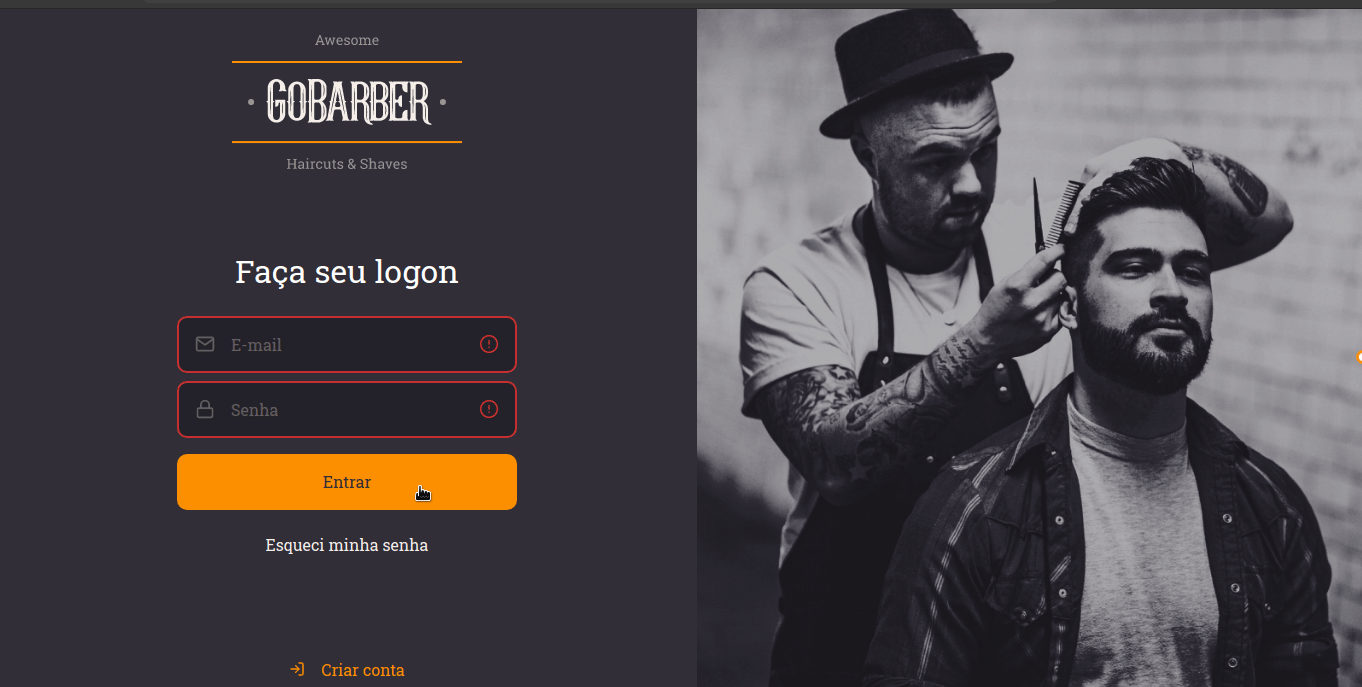 Awesome
GOBARBER
Haircuts & Shaves
Faça seu logon
E-mail
Senha
Entrar
Esqueci minha senha
Criar conta